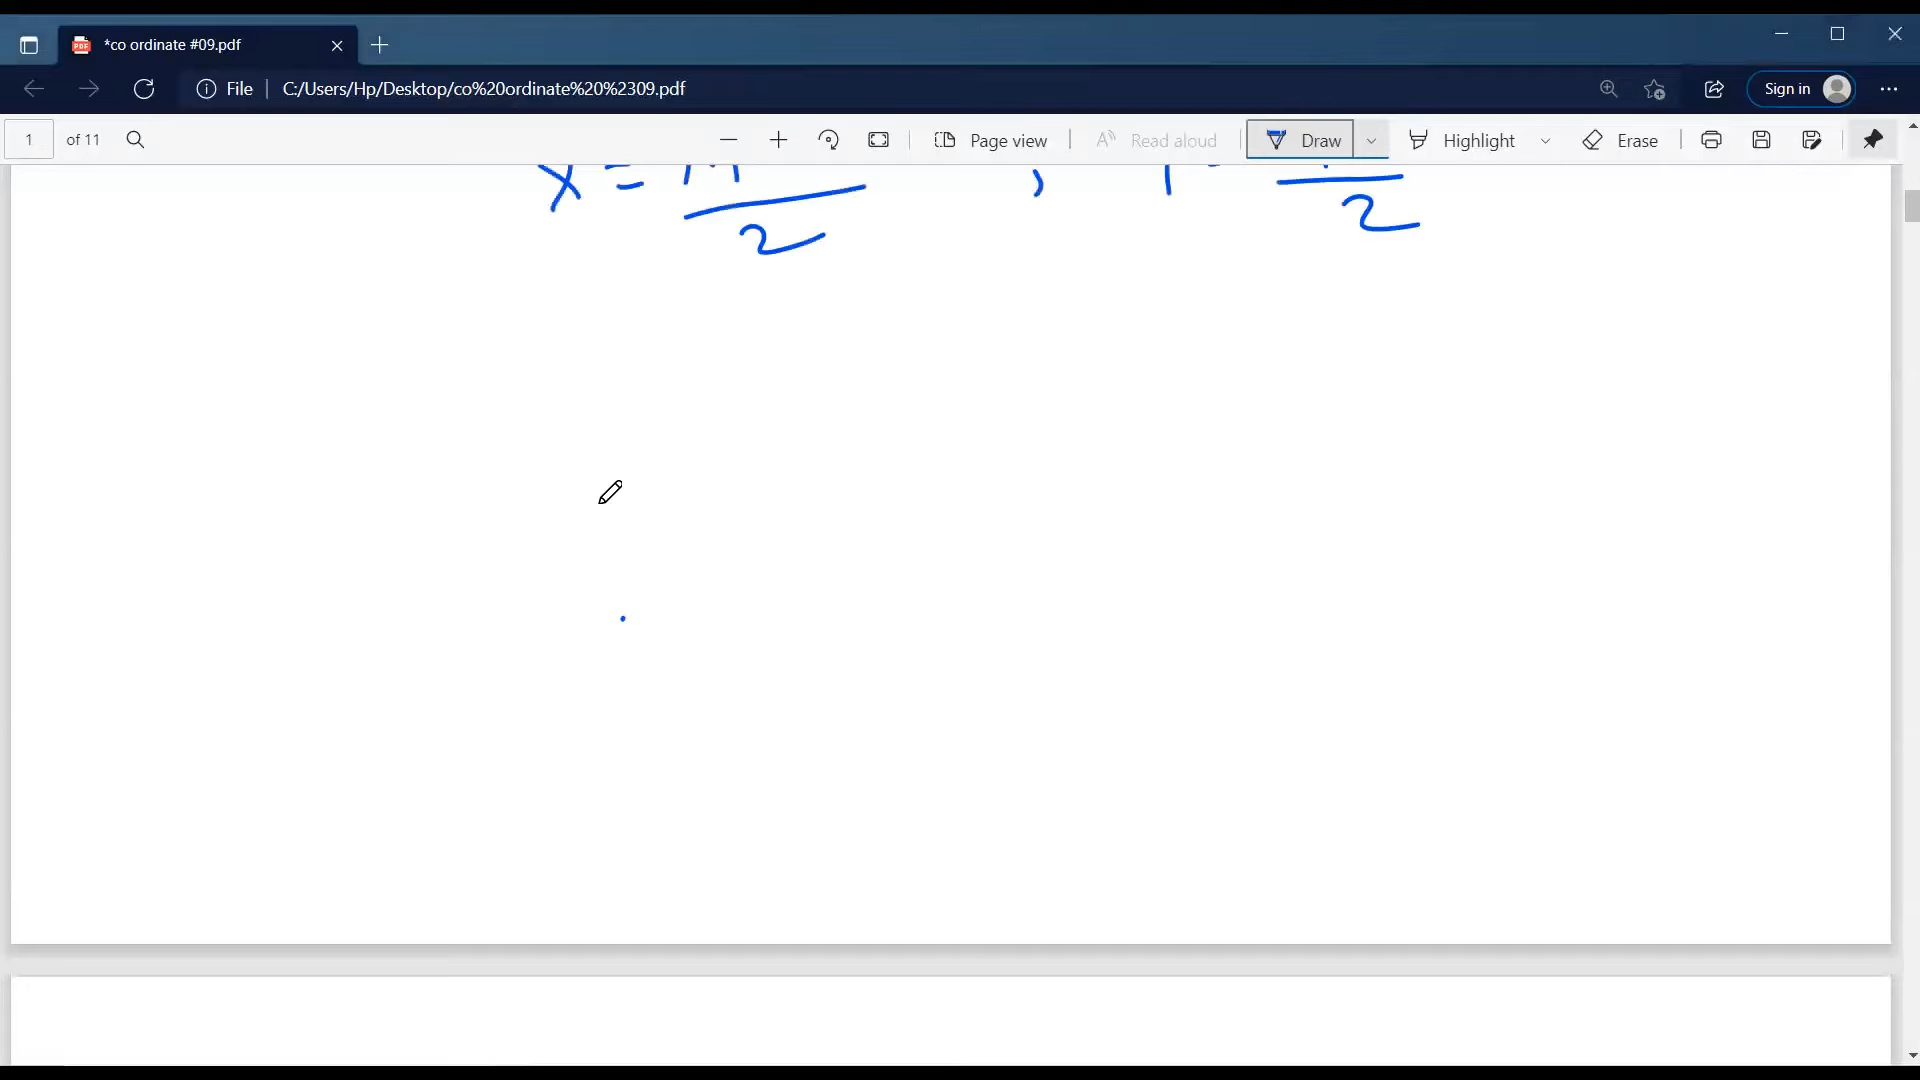 *co ordinate #09.pdf
File | C:/Users/Hp/Desktop/co%20ordinate%20%2309.pdf
Sign in
1 of 11
Page view
Read aloud
Draw
Highlight
Erase
x =
2
,
2